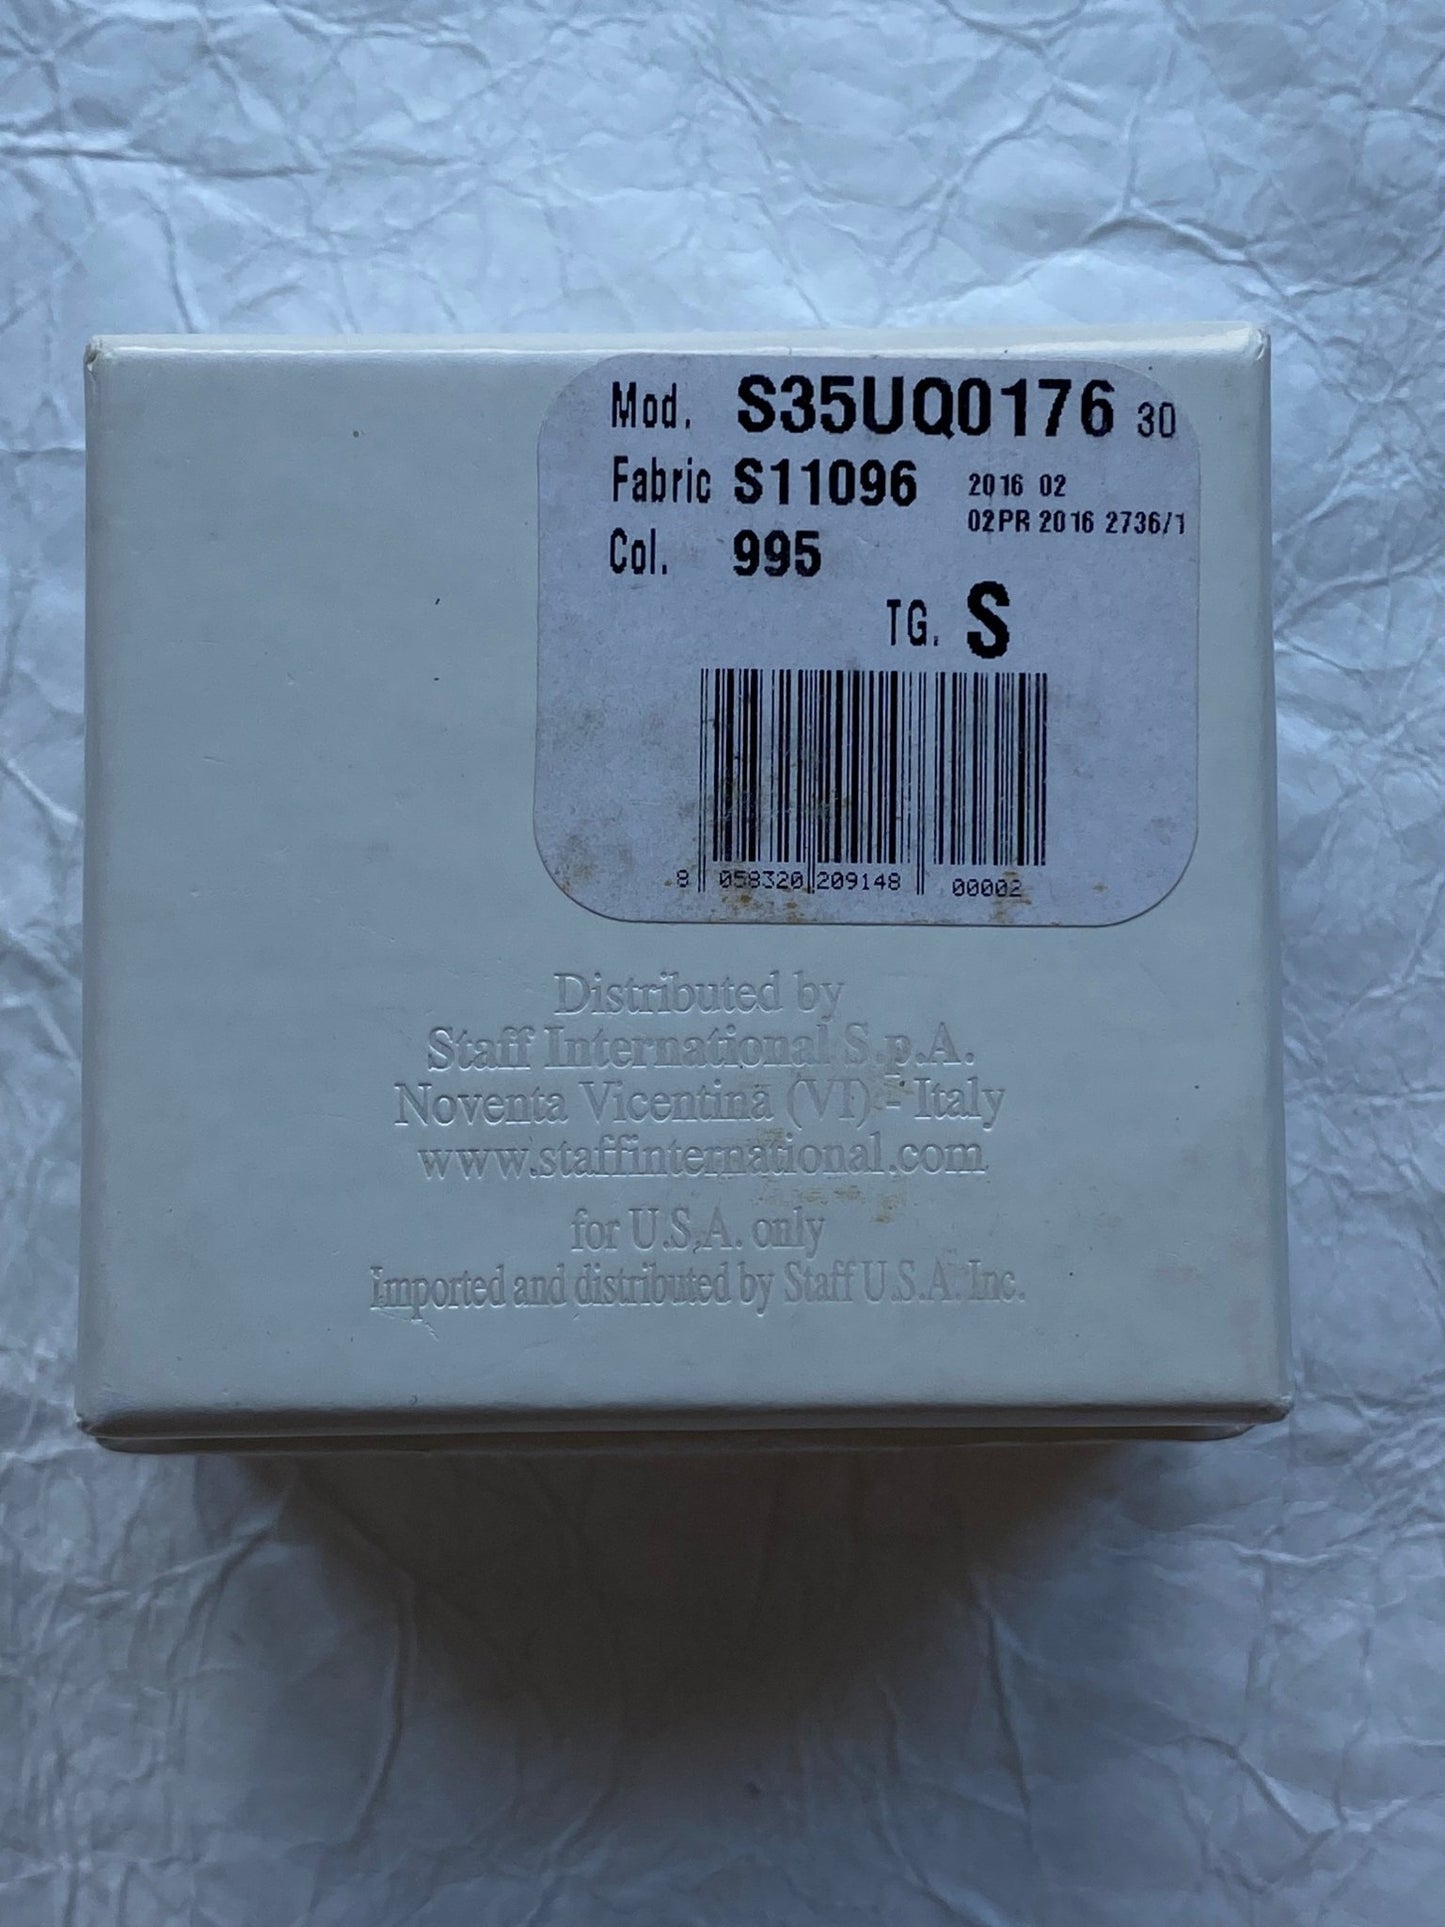 Mod. S35UQ0176 30
Fabric S11096 2016 02
02PR 2016 2736/1
Col. 995
TG. S
8 058320 209148 00002
Distributed by
Staff International S.p.A.
Noventa Vicentina (VI) - Italy
www.staffinternational.com
for U.S.A. only
Imported and distributed by Staff U.S.A. Inc.